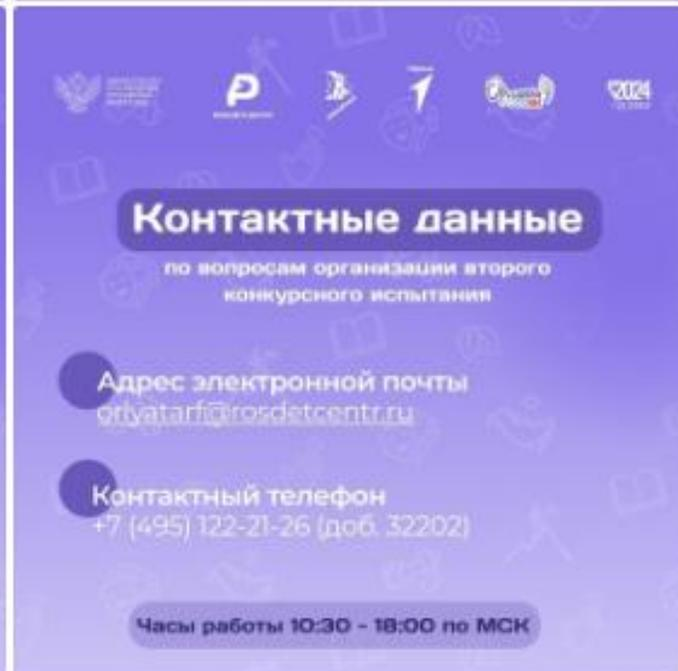 2024
Контактные данные
по вопросам организации второго
конкурсного испытания
Адрес электронной почты
orlyatarf@rosdetcentr.ru
Контактный телефон
+7 (495) 122-21-26 (доб. 32202)
Часы работы 10:30 - 18:00 по МСК